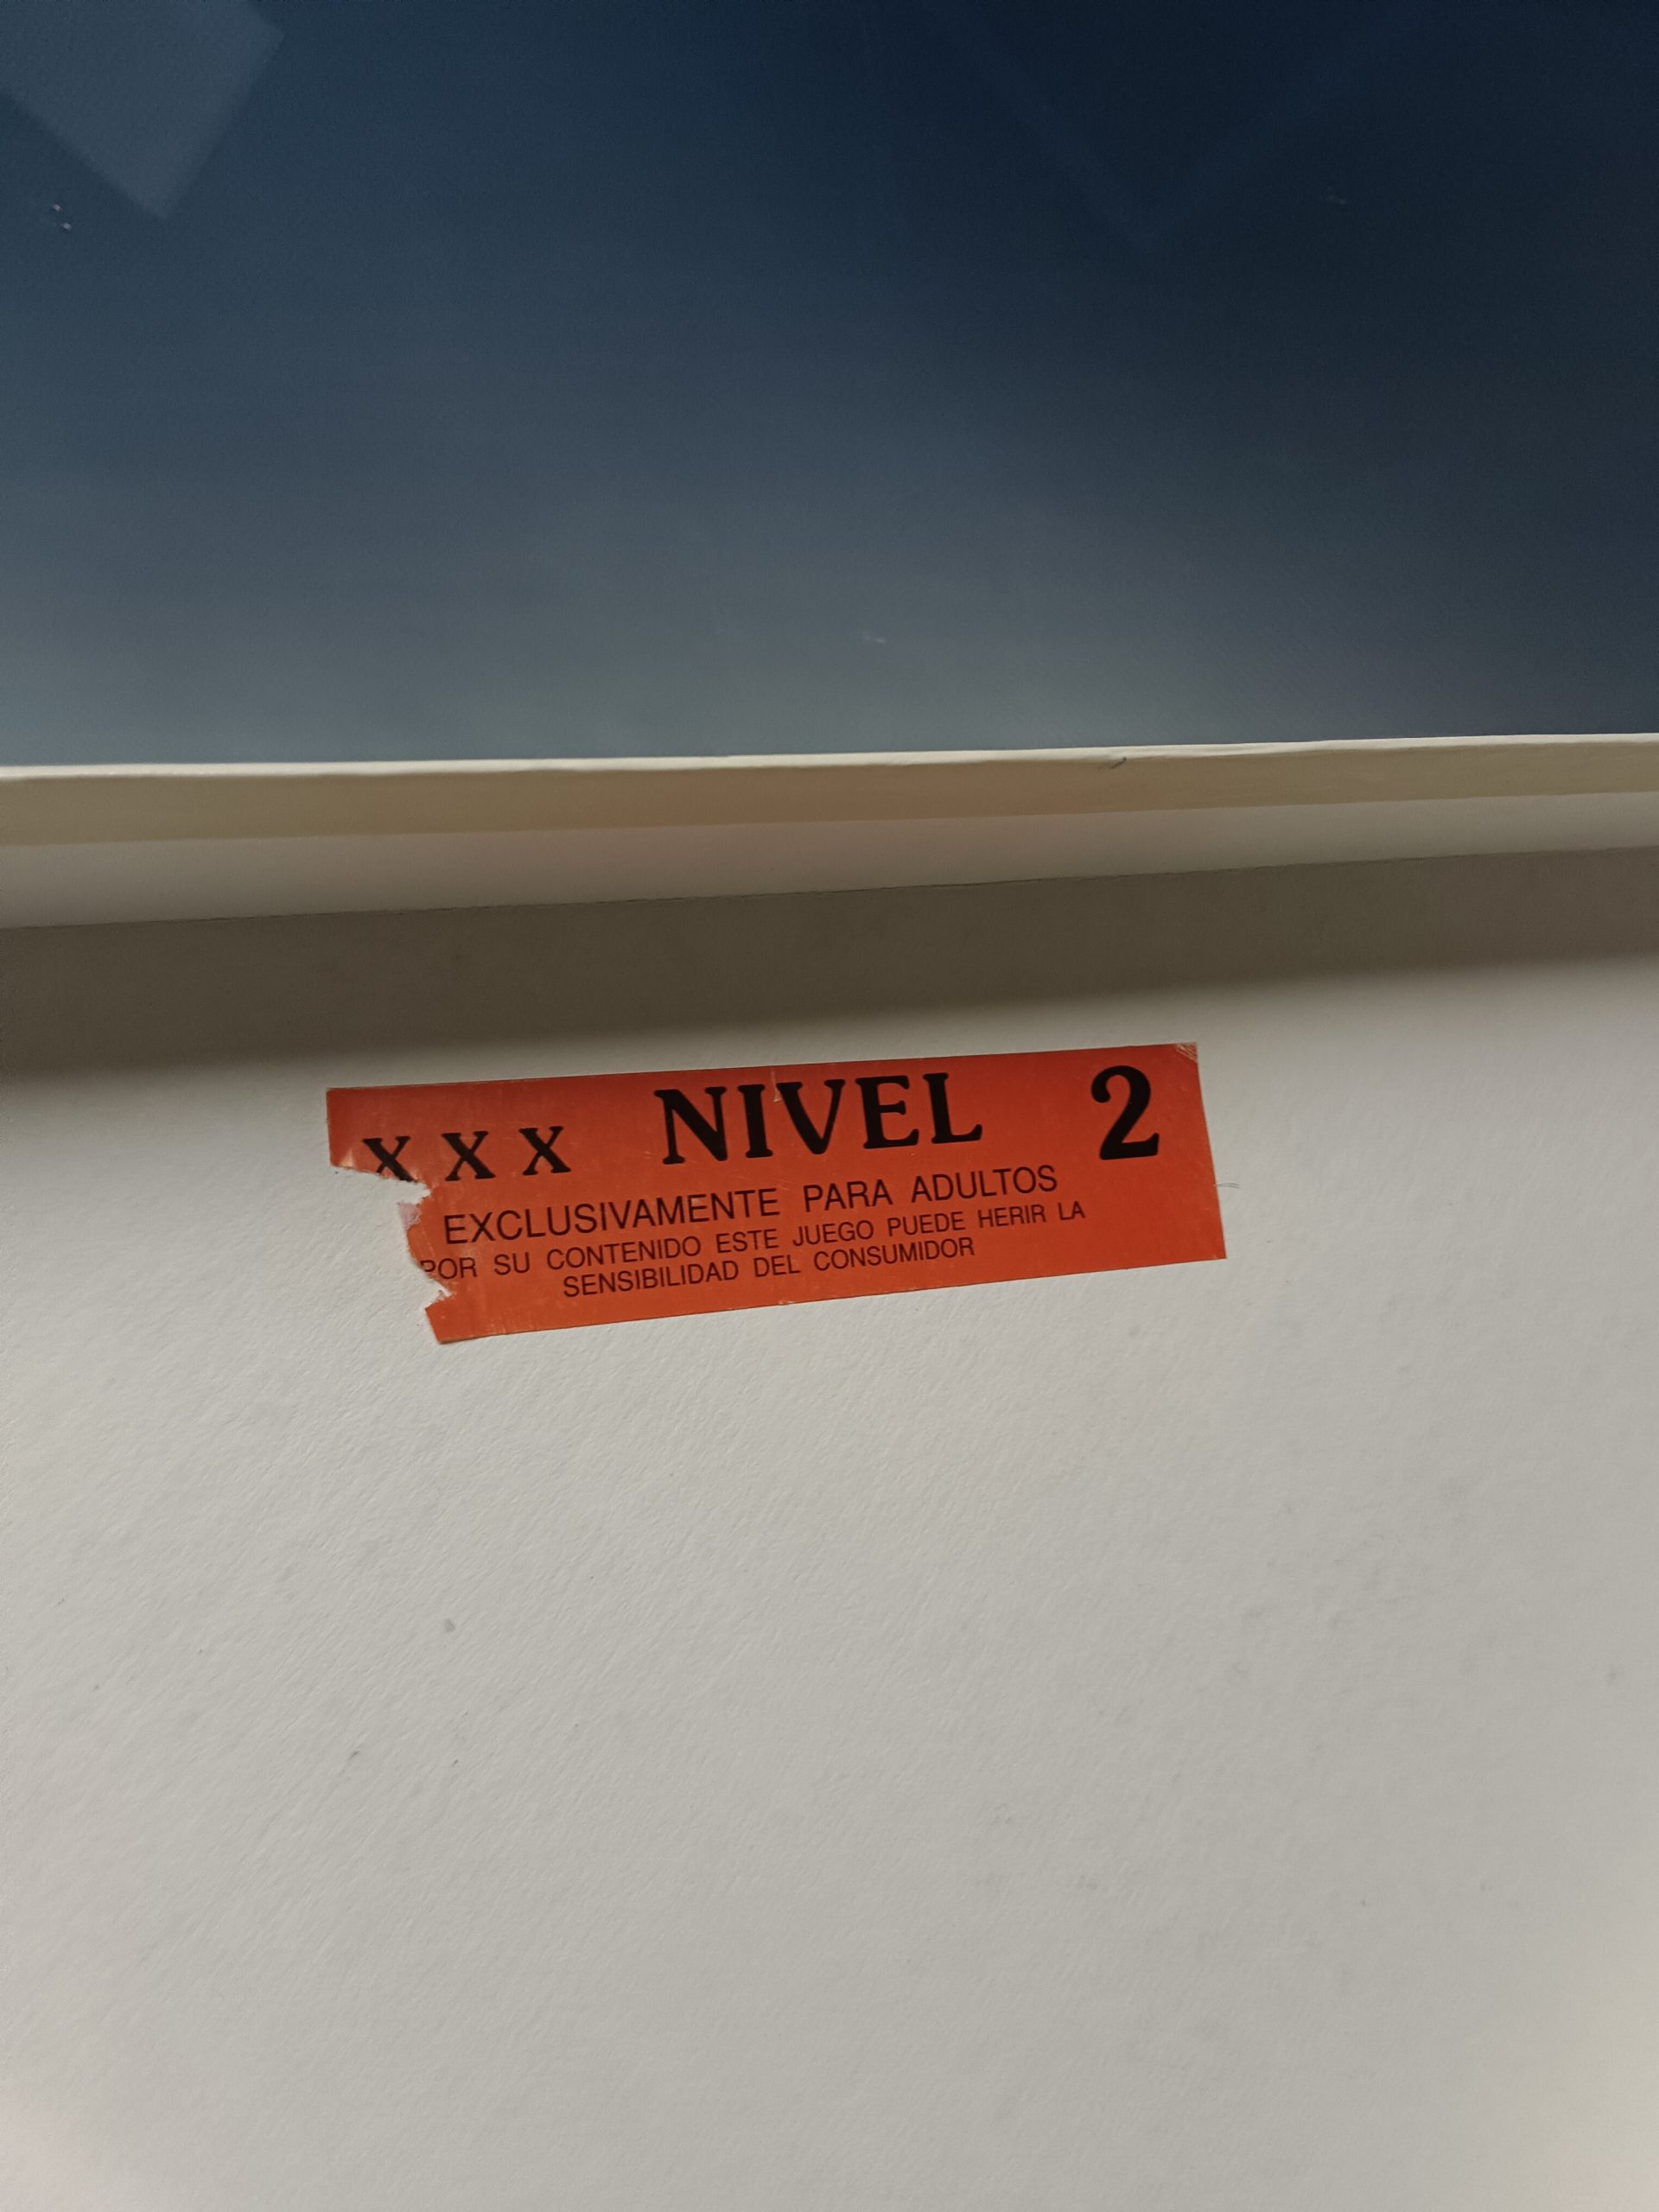 XXX NIVEL 2
EXCLUSIVAMENTE PARA ADULTOS
POR SU CONTENIDO ESTE JUEGO PUEDE HERIR LA
SENSIBILIDAD DEL CONSUMIDOR